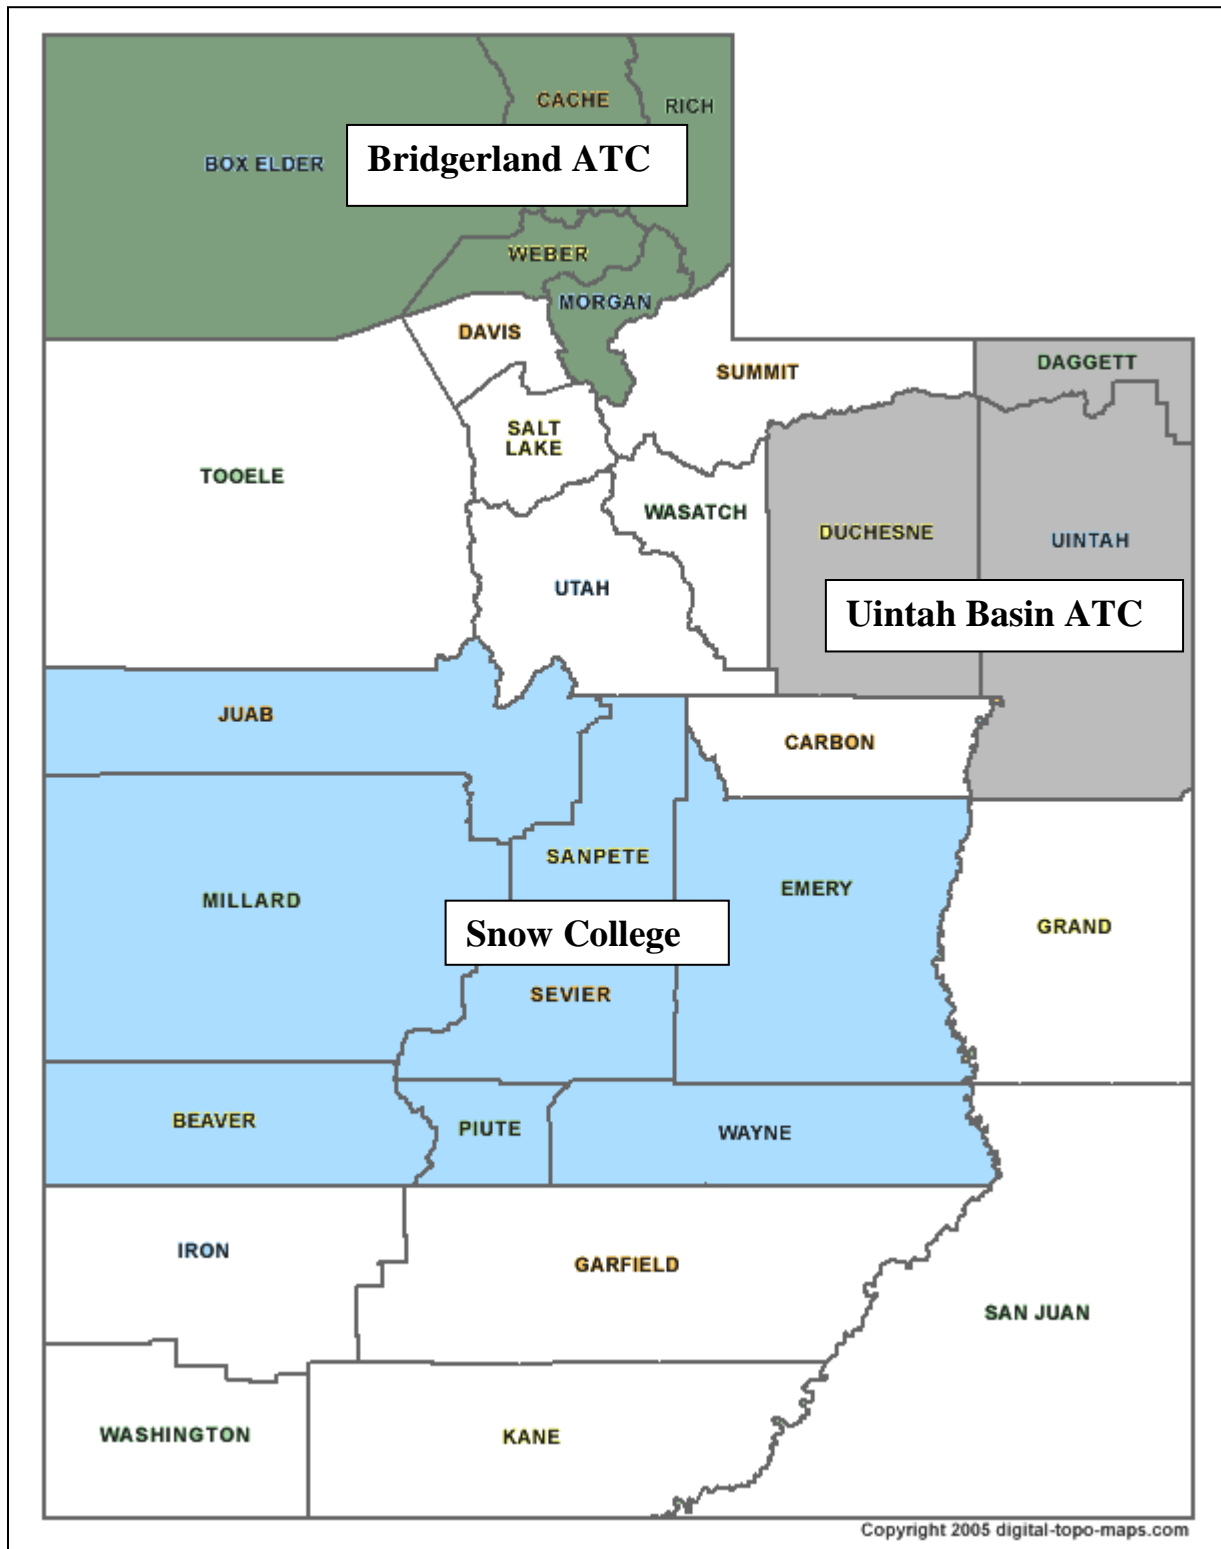 CACHE
RICH
BOX ELDER
Bridgerland ATC
WEBER
MORGAN
DAVIS
SUMMIT
DAGGETT
SALT
LAKE
TOOELE
WASATCH
DUCHESNE
UINTAH
UTAH
Uintah Basin ATC
JUAB
CARBON
SANPETE
EMERY
MILLARD
GRAND
Snow College
SEVIER
BEAVER
PIUTE
WAYNE
IRON
GARFIELD
SAN JUAN
WASHINGTON
KANE
Copyright 2005 digital-topo-maps.com